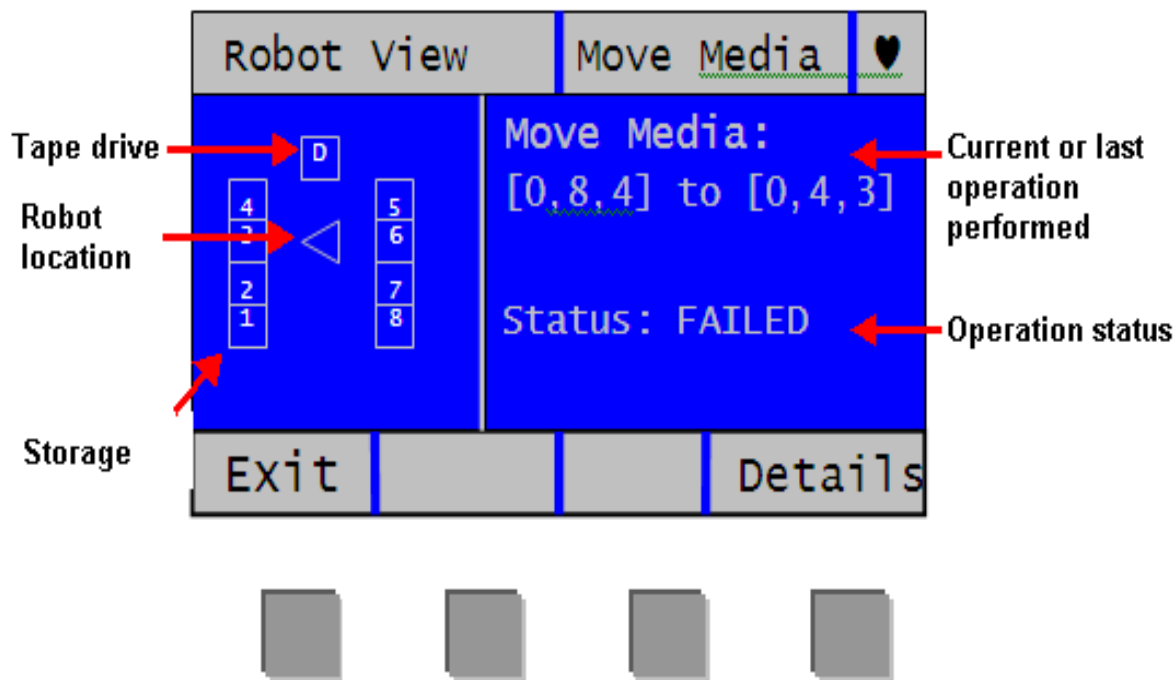 Robot View
Move Media ♥
Tape drive
D
Move Media:
[0,8,4] to [0,4,3]
Current or last
operation
performed
Robot
location
4
3
2
1
5
6
7
8
Status: FAILED
Operation status
Storage
Exit
Details